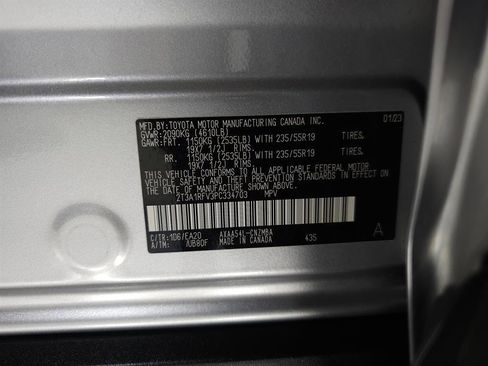 MFD.BY:TOYOTA MOTOR MANUFACTURING CANADA INC. 01/23
GVWR:2090KG (4610LB)
GAWR:FRT. 1150KG (2535LB) WITH 235/55R19 TIRES,
19X7 1/2J RIMS.
RR. 1150KG (2535LB) WITH 235/55R19 TIRES,
19X7 1/2J RIMS.
THIS VEHICLE CONFORMS TO ALL APPLICABLE FEDERAL MOTOR
VEHICLE SAFETY AND THEFT PREVENTION STANDARDS IN EFFECT ON
THE DATE OF MANUFACTURE SHOWN ABOVE.
2T3A1RFV3PC334703 MPV
C/TR:1D6/EA20 AXAA54L-CNZMBA 435
A/TM: /UB80F MADE IN CANADA A